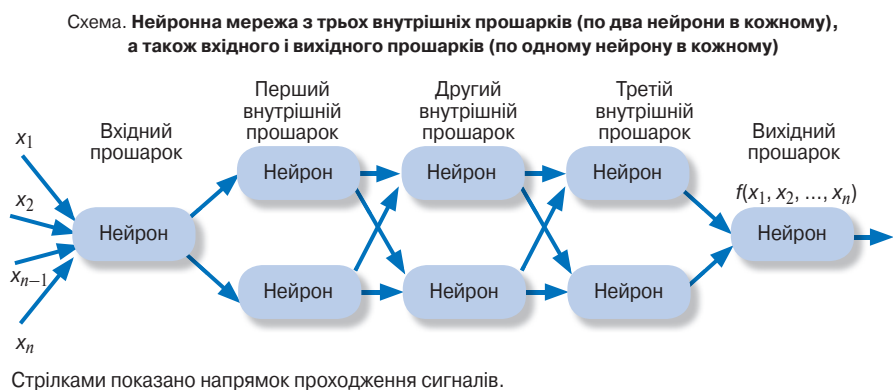 Схема. Нейронна мережа з трьох внутрішніх прошарків (по два нейрони в кожному),
а також вхідного і вихідного прошарків (по одному нейрону в кожному)
Вхідний
прошарок
Перший
внутрішній
прошарок
Другий
внутрішній
прошарок
Третій
внутрішній
прошарок
Вихідний
прошарок
x₁
x₂
xₙ₋₁
xₙ
Нейрон
Нейрон
Нейрон
Нейрон
Нейрон
Нейрон
Нейрон
f(x₁, x₂, ..., xₙ)
Нейрон
Стрілками показано напрямок проходження сигналів.